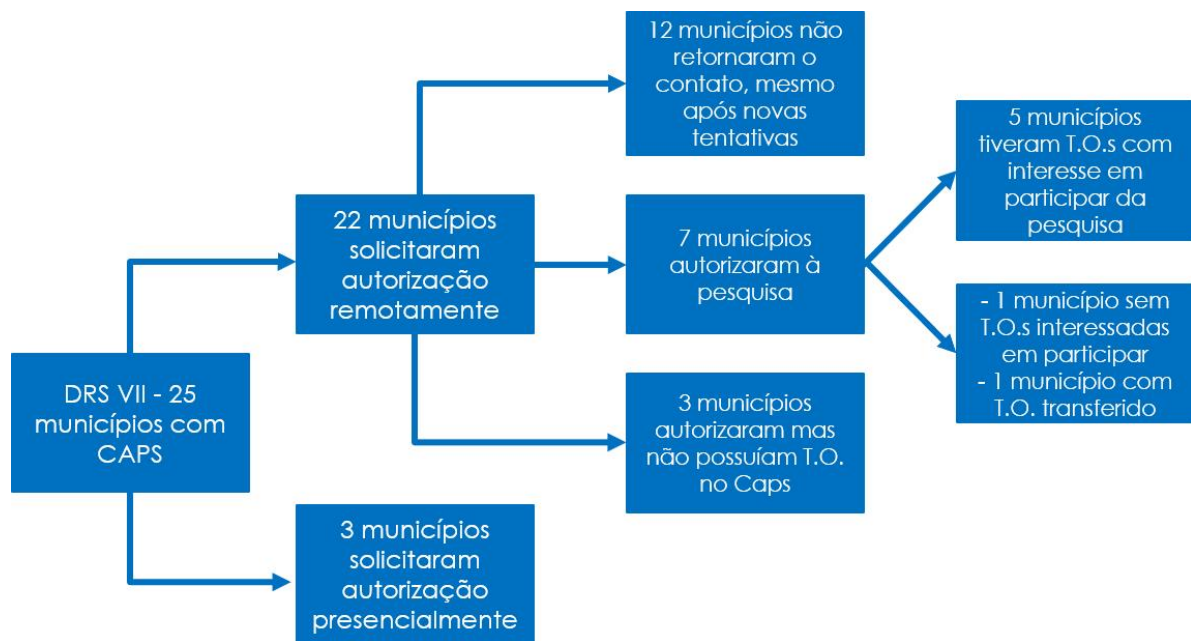 DRS VII - 25
municípios com
CAPS
22 municípios
solicitaram
autorização
remotamente
3 municípios
solicitaram
autorização
presencialmente
12 municípios não
retornaram o
contato, mesmo
após novas
tentativas
7 municípios
autorizaram à
pesquisa
3 municípios
autorizaram mas
não possuíam T.O.
no Caps
5 municípios
tiveram T.O.s com
interesse em
participar da
pesquisa
- 1 município sem
T.O.s interessadas
em participar
- 1 município com
T.O. transferido